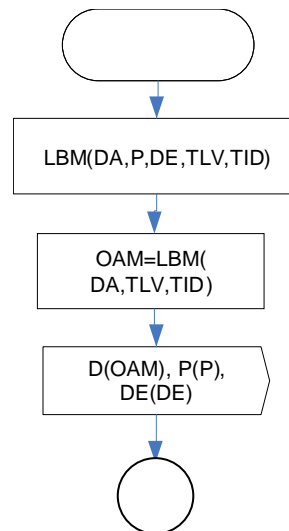 LBM(DA,P,DE,TLV,TID)
OAM=LBM(
DA,TLV,TID)
D(OAM), P(P),
DE(DE)